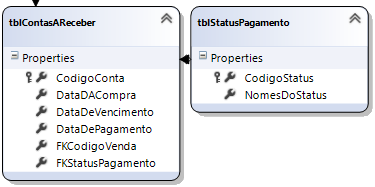 tblContasAReceber
Properties
CodigoConta
DataDACompra
DataDeVencimento
DataDePagamento
FKCodigoVenda
FKStatusPagamento
tblStatusPagamento
Properties
CodigoStatus
NomesDoStatus